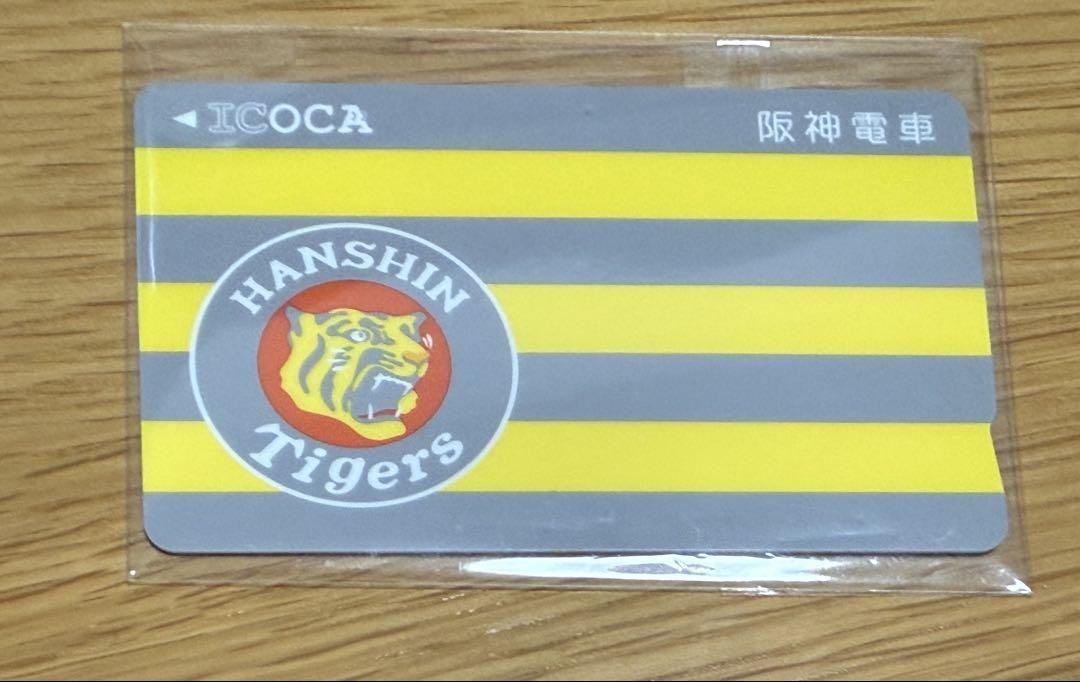 ◀ICOCA
阪神電車
HANSHIN
Tigers